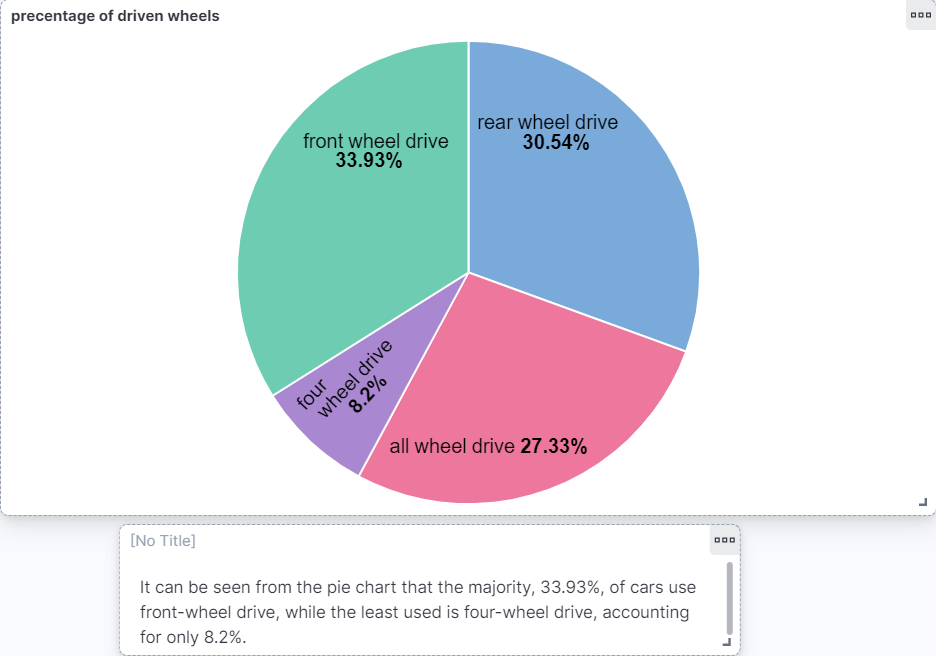 precentage of driven wheels
front wheel drive
33.93%
rear wheel drive
30.54%
four
wheel drive
8.2%
all wheel drive 27.33%
[No Title]
It can be seen from the pie chart that the majority, 33.93%, of cars use
front-wheel drive, while the least used is four-wheel drive, accounting
for only 8.2%.